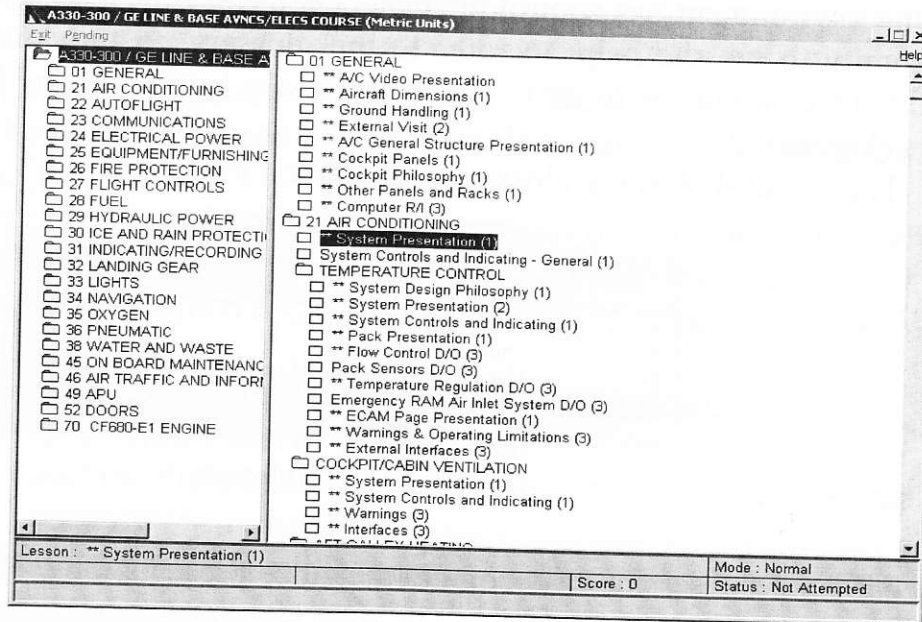 A330-300 / GE LINE & BASE AVNCS/ELECS COURSE (Metric Units)
Exit Pending
Help
A330-300 / GE LINE & BASE A
01 GENERAL
21 AIR CONDITIONING
22 AUTOFLIGHT
23 COMMUNICATIONS
24 ELECTRICAL POWER
25 EQUIPMENT/FURNISHING
26 FIRE PROTECTION
27 FLIGHT CONTROLS
28 FUEL
29 HYDRAULIC POWER
30 ICE AND RAIN PROTECTI
31 INDICATING/RECORDING
32 LANDING GEAR
33 LIGHTS
34 NAVIGATION
35 OXYGEN
36 PNEUMATIC
38 WATER AND WASTE
45 ON BOARD MAINTENANC
46 AIR TRAFFIC AND INFORM
49 APU
52 DOORS
70 CF680-E1 ENGINE
01 GENERAL
** A/C Video Presentation
** Aircraft Dimensions (1)
** Ground Handling (1)
** External Visit (2)
** A/C General Structure Presentation (1)
** Cockpit Panels (1)
** Cockpit Philosophy (1)
** Other Panels and Racks (1)
** Computer R/I (3)
21 AIR CONDITIONING
** System Presentation (1)
System Controls and Indicating - General (1)
TEMPERATURE CONTROL
** System Design Philosophy (1)
** System Presentation (2)
** System Controls and Indicating (1)
** Pack Presentation (1)
** Flow Control D/O (3)
Pack Sensors D/O (3)
** Temperature Regulation D/O (3)
Emergency RAM Air Inlet System D/O (3)
** ECAM Page Presentation (1)
** Warnings & Operating Limitations (3)
** External Interfaces (3)
COCKPIT/CABIN VENTILATION
** System Presentation (1)
** System Controls and Indicating (1)
** Warnings (3)
** Interfaces (3)
AFT GALLEY HEATING
Lesson : ** System Presentation (1)
Mode : Normal
Score : 0
Status : Not Attempted